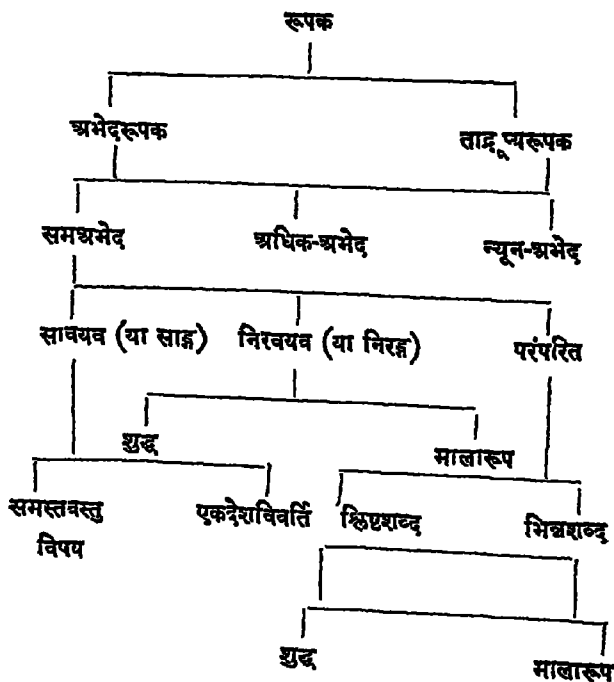 रूपक
अभेदरूपक ताद्रूप्यरूपक
समअभेद अधिक-अभेद न्यून-अभेद
सावयव (या साङ्ग) निरवयव (या निरङ्ग) परंपरित
शुद्ध मालारूप
समस्तवस्तु एकदेशविवर्ति श्लिष्टशब्द भिन्नशब्द
विषय
शुद्ध मालारूप